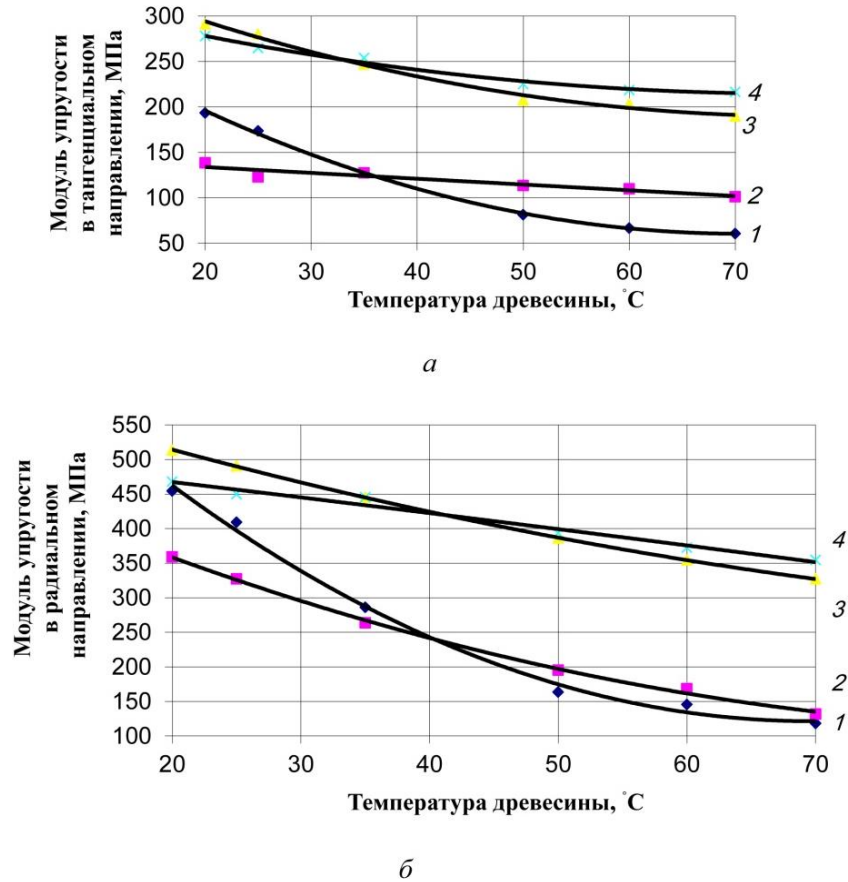 300
250
200
150
100
50
20 30 40 50 60 70
4
3
2
1
Модуль упругости
в тангенциальном
направлении, МПа
Температура древесины, °С
а
550
500
450
400
350
300
250
200
150
100
20 30 40 50 60 70
4
3
2
1
Модуль упругости
в радиальном
направлении, МПа
Температура древесины, °С
б